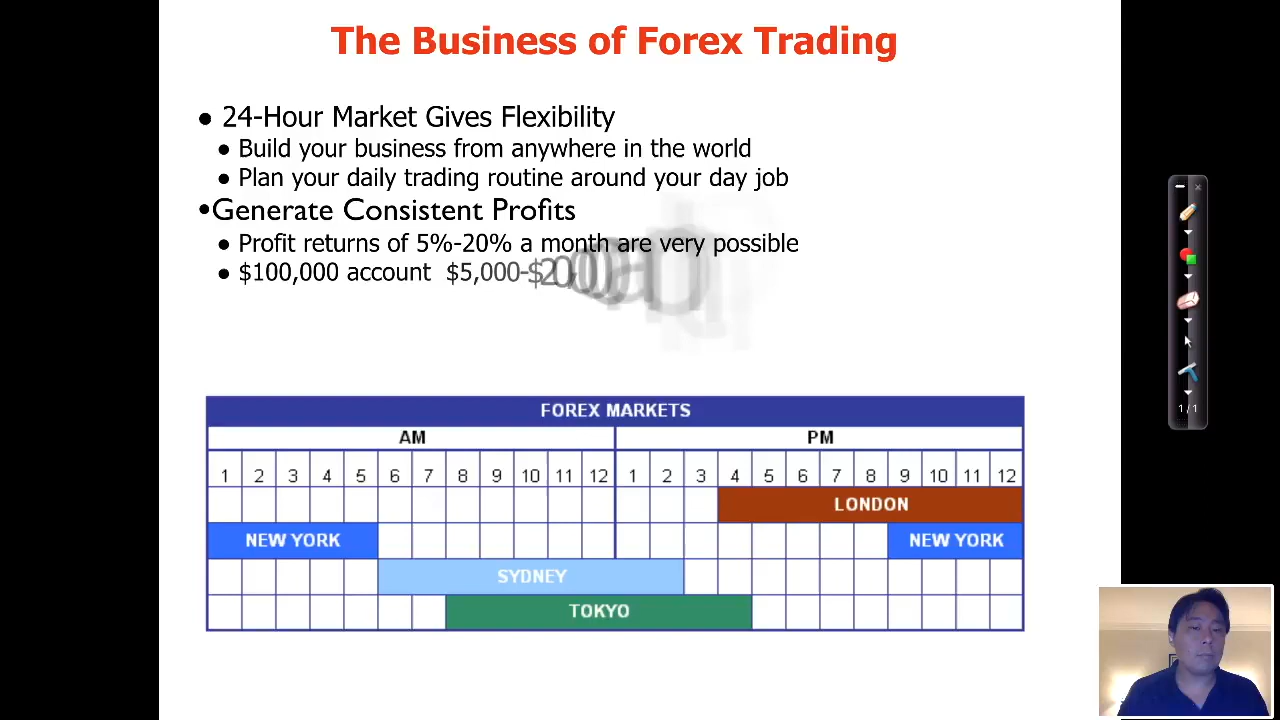 The Business of Forex Trading
● 24-Hour Market Gives Flexibility
● Build your business from anywhere in the world
● Plan your daily trading routine around your day job
•Generate Consistent Profits
● Profit returns of 5%-20% a month are very possible
● $100,000 account $5,000-$20,000
FOREX MARKETS
AM PM
1 2 3 4 5 6 7 8 9 10 11 12 1 2 3 4 5 6 7 8 9 10 11 12
LONDON
NEW YORK NEW YORK
SYDNEY
TOKYO
1/1